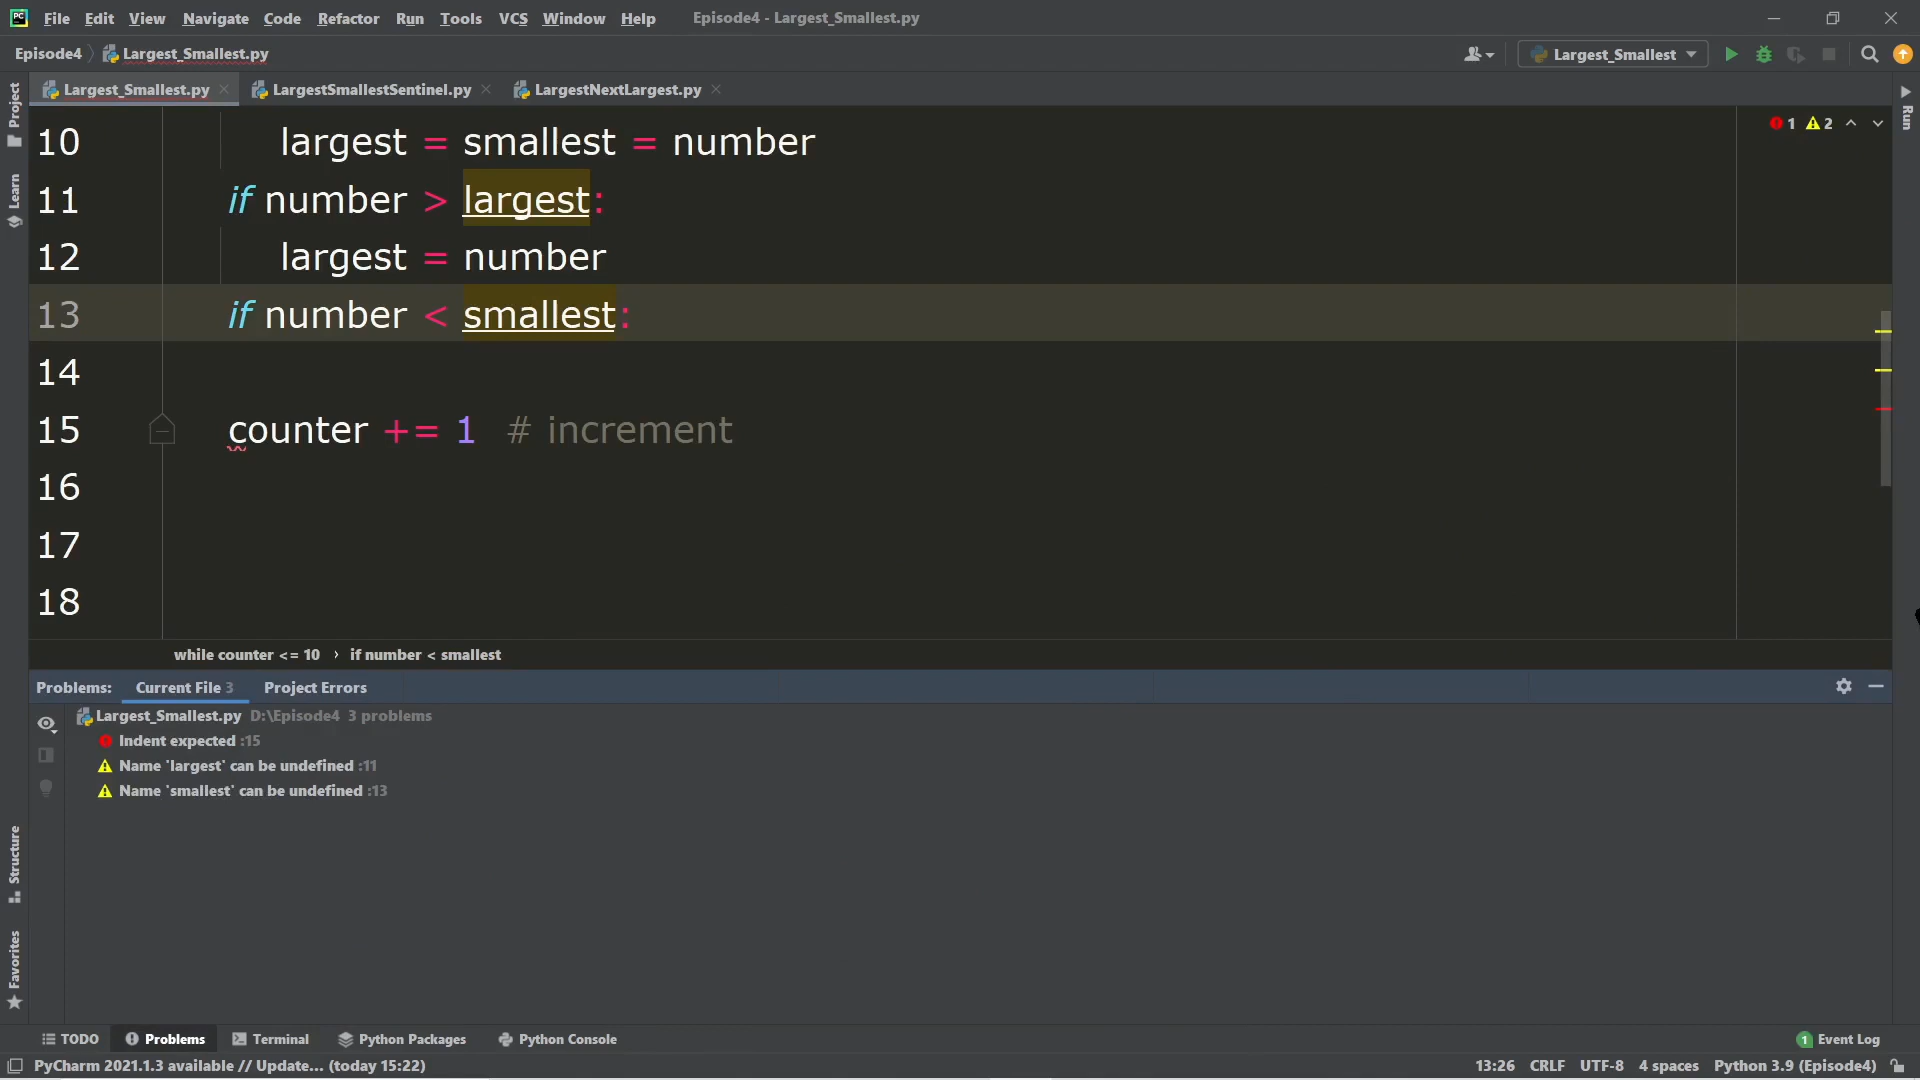 PC File Edit View Navigate Code Refactor Run Tools VCS Window Help Episode4 - Largest_Smallest.py
Episode4 Largest_Smallest.py Largest_Smallest
Largest_Smallest.py LargestSmallestSentinel.py LargestNextLargest.py
Project
Learn
Structure
Favorites
Run
1 2
10 largest = smallest = number
11 if number > largest:
12 largest = number
13 if number < smallest:
14
15 counter += 1 # increment
16
17
18
while counter <= 10 › if number < smallest
Problems: Current File 3 Project Errors
Largest_Smallest.py D:\Episode4 3 problems
Indent expected :15
Name 'largest' can be undefined :11
Name 'smallest' can be undefined :13
TODO Problems Terminal Python Packages Python Console 1 Event Log
PyCharm 2021.1.3 available // Update... (today 15:22) 13:26 CRLF UTF-8 4 spaces Python 3.9 (Episode4)